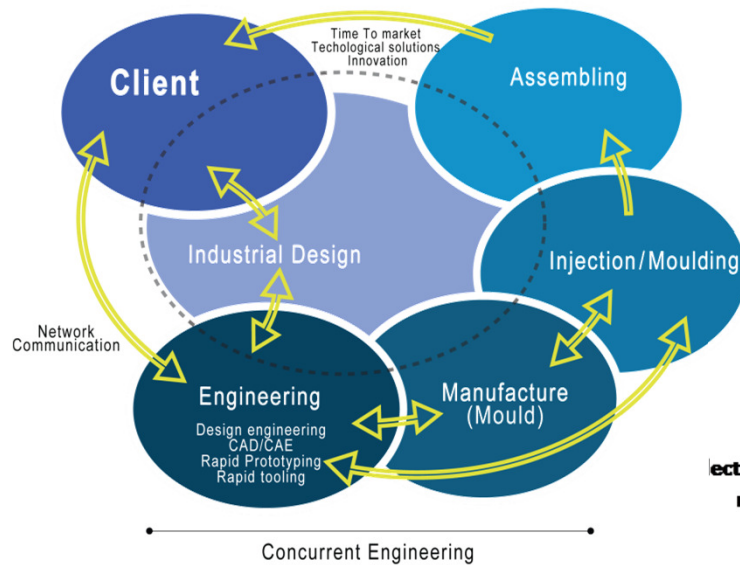 Time To market
Techological solutions
Innovation
Client
Assembling
Industrial Design
Injection/Moulding
Network
Communication
Engineering
Design engineering
CAD/CAE
Rapid Prototyping
Rapid tooling
Manufacture
(Mould)
Concurrent Engineering